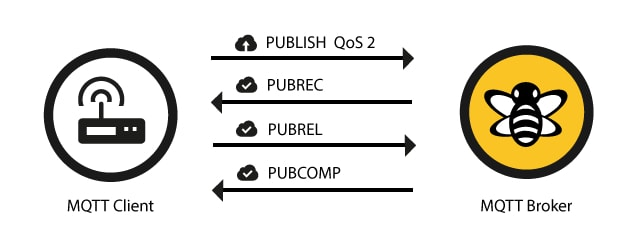 PUBLISH QoS 2
PUBREC
PUBREL
PUBCOMP
MQTT Client
MQTT Broker